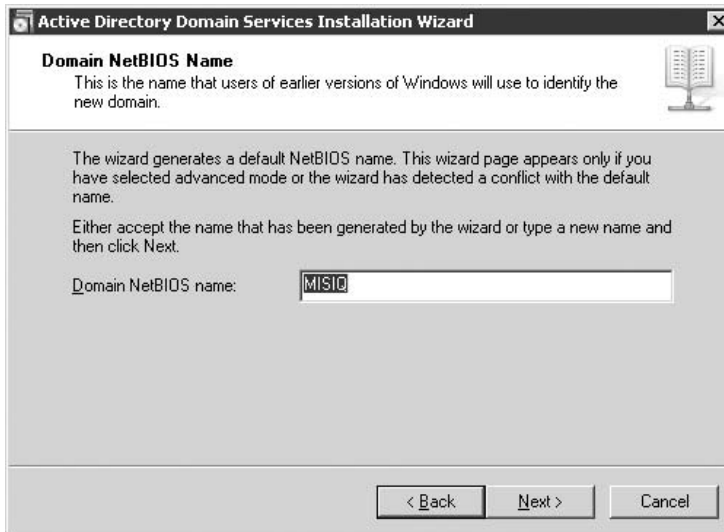 Active Directory Domain Services Installation Wizard
Domain NetBIOS Name
This is the name that users of earlier versions of Windows will use to identify the
new domain.
The wizard generates a default NetBIOS name. This wizard page appears only if you
have selected advanced mode or the wizard has detected a conflict with the default
name.
Either accept the name that has been generated by the wizard or type a new name and
then click Next.
Domain NetBIOS name: MISIQ
< Back Next > Cancel